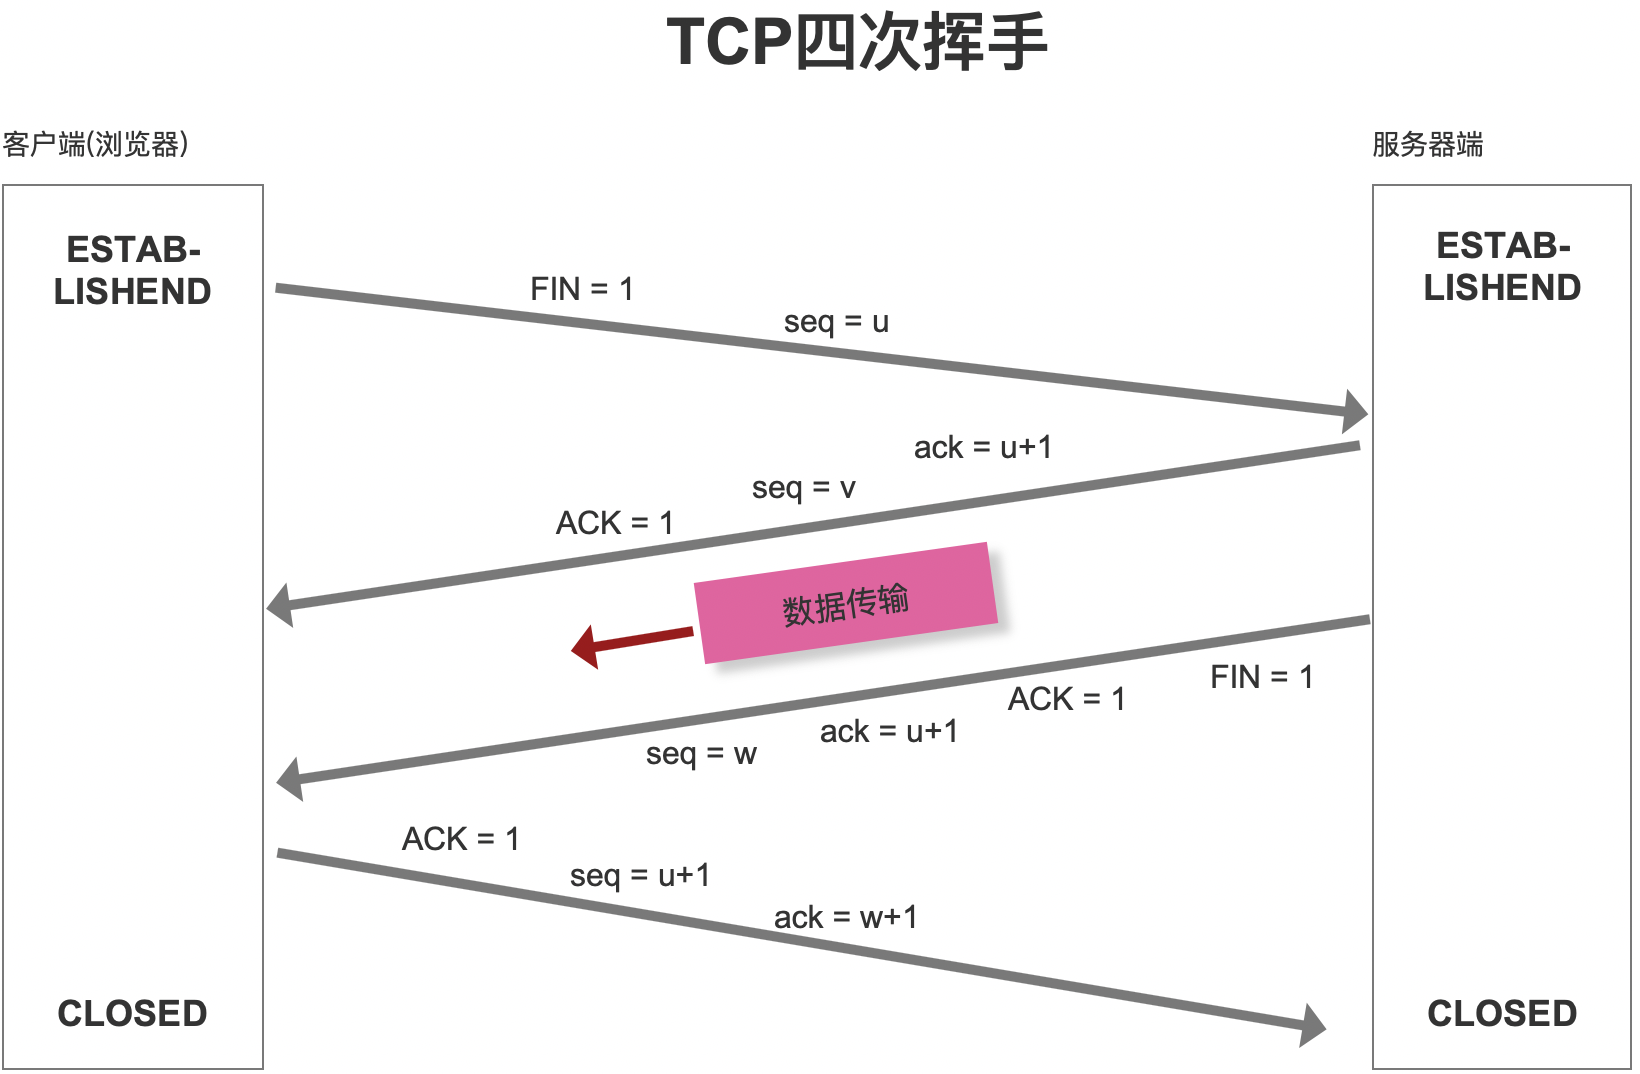 TCP四次挥手
客户端(浏览器)
服务器端
ESTAB-
LISHEND
ESTAB-
LISHEND
FIN = 1
seq = u
ack = u+1
seq = v
ACK = 1
数据传输
FIN = 1
ACK = 1
ack = u+1
seq = w
ACK = 1
seq = u+1
ack = w+1
CLOSED
CLOSED